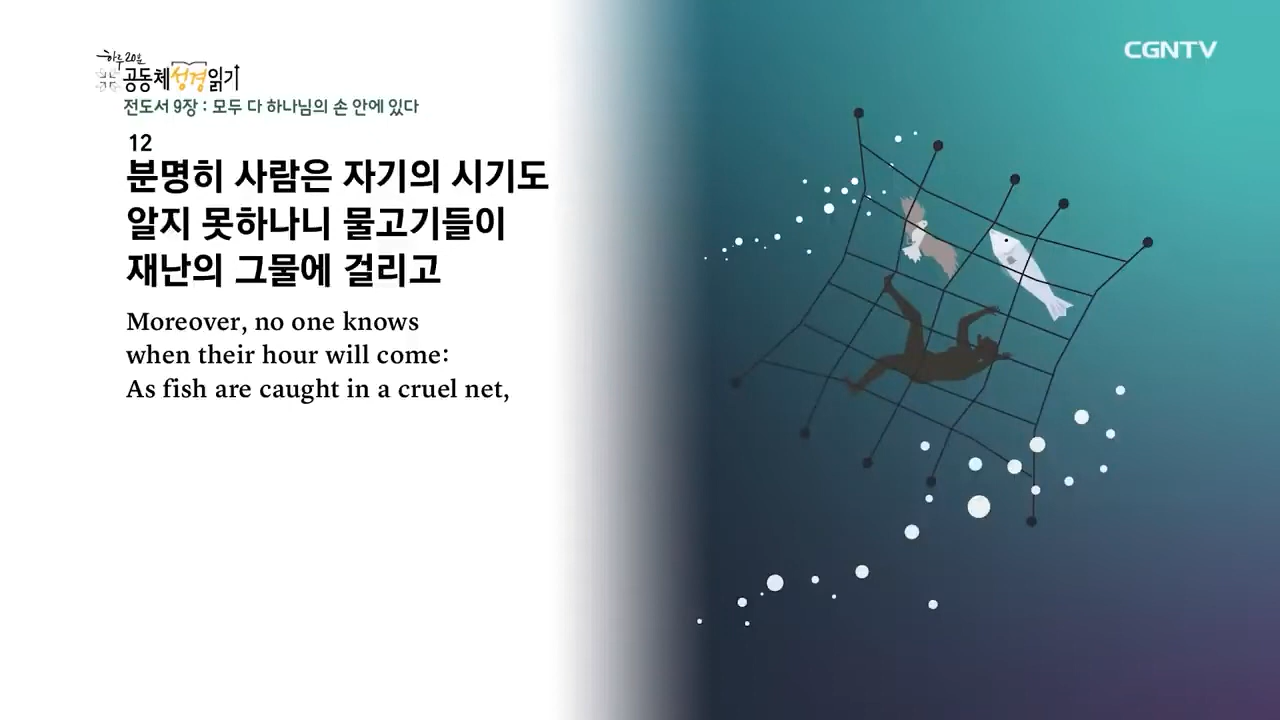 하루 20분
공동체성경읽기
CGNTV
전도서 9장 : 모두 다 하나님의 손 안에 있다
12
분명히 사람은 자기의 시기도
알지 못하나니 물고기들이
재난의 그물에 걸리고
Moreover, no one knows
when their hour will come:
As fish are caught in a cruel net,